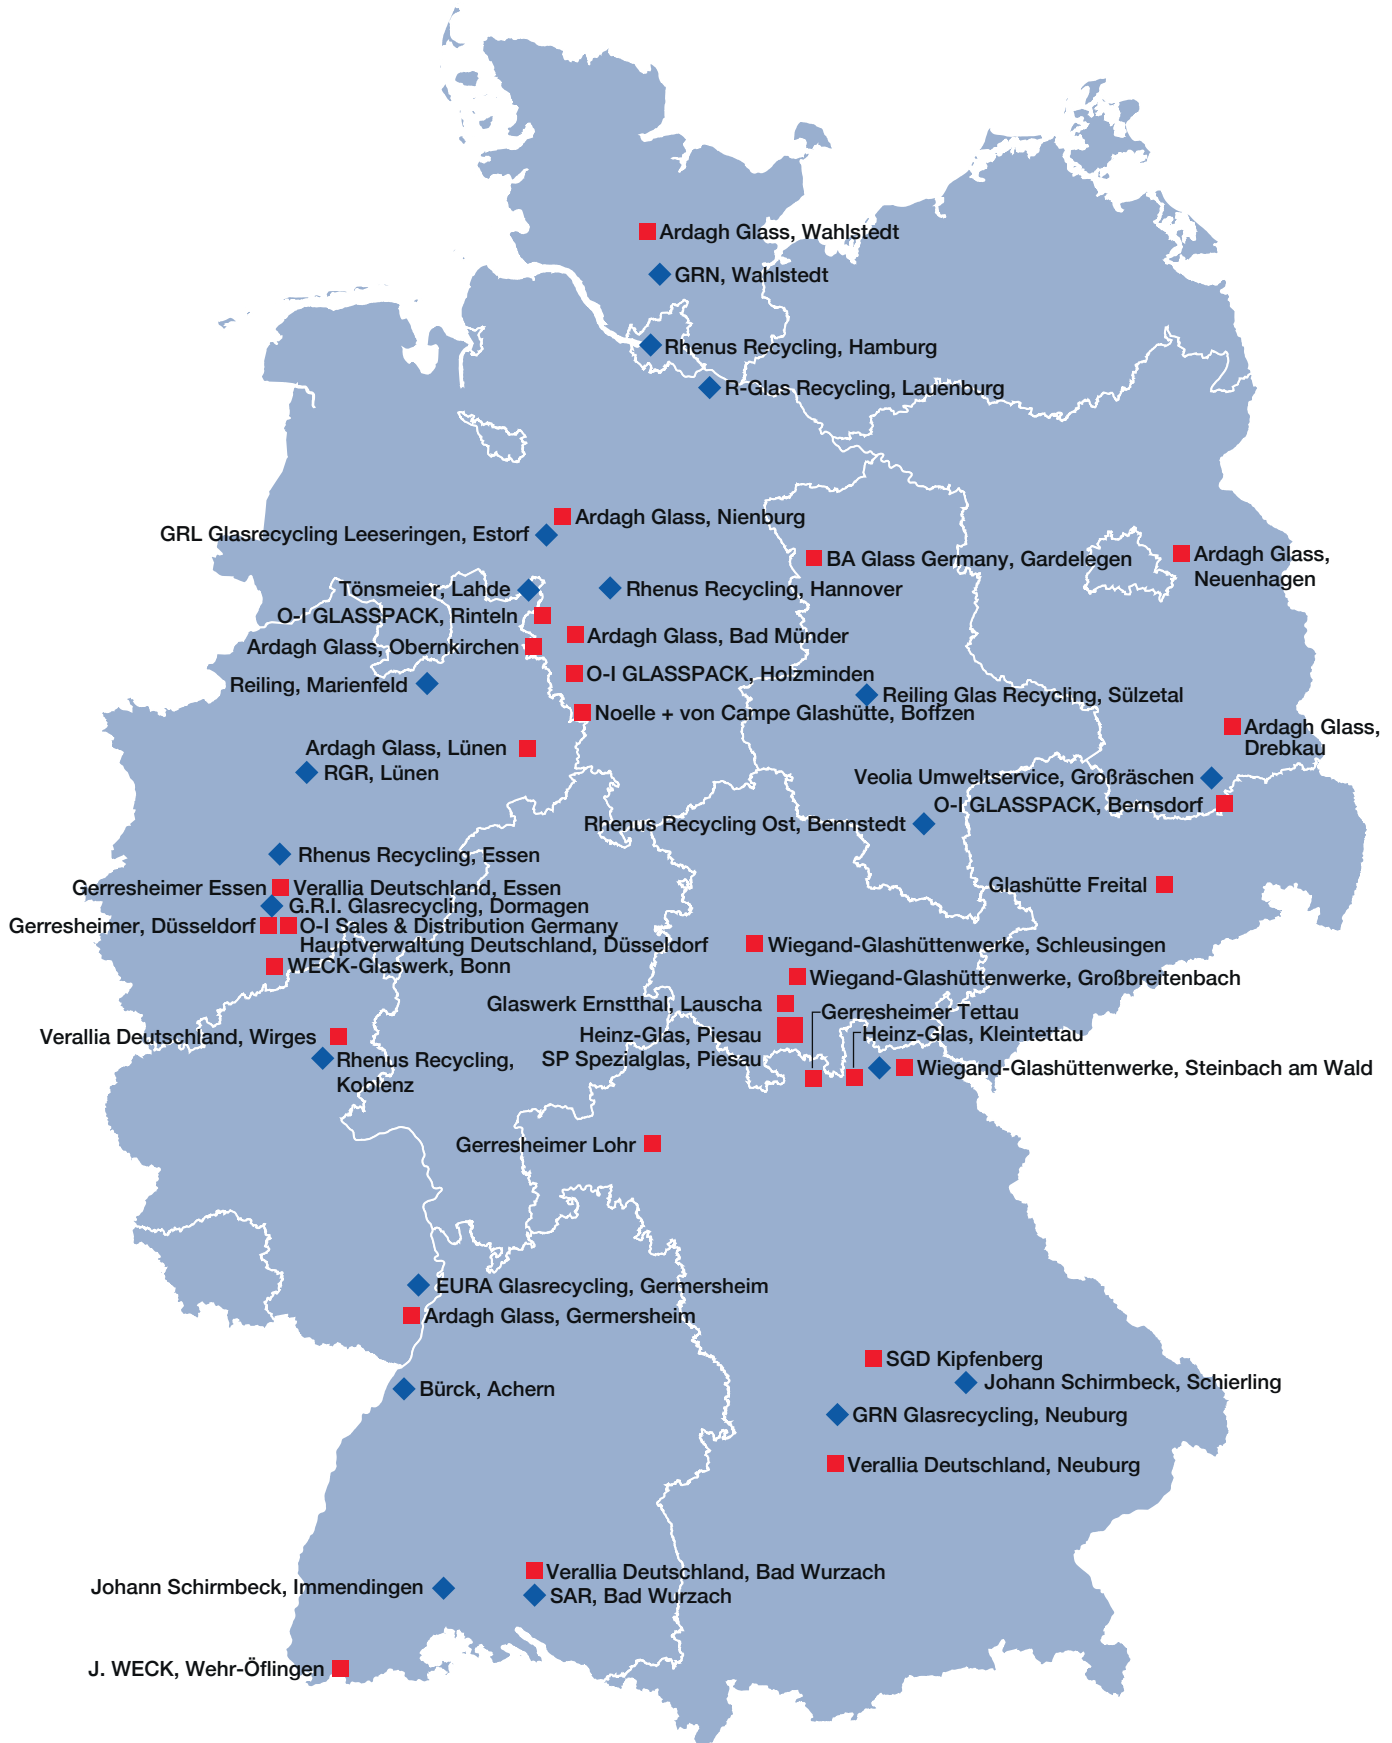 Ardagh Glass, Wahlstedt
GRN, Wahlstedt
Rhenus Recycling, Hamburg
R-Glas Recycling, Lauenburg
Ardagh Glass, Nienburg
GRL Glasrecycling Leeseringen, Estorf
BA Glass Germany, Gardelegen
Ardagh Glass,
Neuenhagen
Tönsmeier, Lahde
Rhenus Recycling, Hannover
O-I GLASSPACK, Rinteln
Ardagh Glass, Bad Münder
Ardagh Glass, Obernkirchen
O-I GLASSPACK, Holzminden
Reiling, Marienfeld
Reiling Glas Recycling, Sülzetal
Noelle + von Campe Glashütte, Boffzen
Ardagh Glass,
Drebkau
Ardagh Glass, Lünen
RGR, Lünen
Veolia Umweltservice, Großräschen
O-I GLASSPACK, Bernsdorf
Rhenus Recycling Ost, Bennstedt
Rhenus Recycling, Essen
Gerresheimer Essen
Verallia Deutschland, Essen
Glashütte Freital
G.R.I. Glasrecycling, Dormagen
Gerresheimer, Düsseldorf
O-I Sales & Distribution Germany
Hauptverwaltung Deutschland, Düsseldorf
Wiegand-Glashüttenwerke, Schleusingen
WECK-Glaswerk, Bonn
Wiegand-Glashüttenwerke, Großbreitenbach
Glaswerk Ernstthal, Lauscha
Gerresheimer Tettau
Heinz-Glas, Piesau
Heinz-Glas, Kleintettau
Verallia Deutschland, Wirges
SP Spezialglas, Piesau
Rhenus Recycling,
Koblenz
Wiegand-Glashüttenwerke, Steinbach am Wald
Gerresheimer Lohr
EURA Glasrecycling, Germersheim
Ardagh Glass, Germersheim
SGD Kipfenberg
Johann Schirmbeck, Schierling
Bürck, Achern
GRN Glasrecycling, Neuburg
Verallia Deutschland, Neuburg
Verallia Deutschland, Bad Wurzach
Johann Schirmbeck, Immendingen
SAR, Bad Wurzach
J. WECK, Wehr-Öflingen